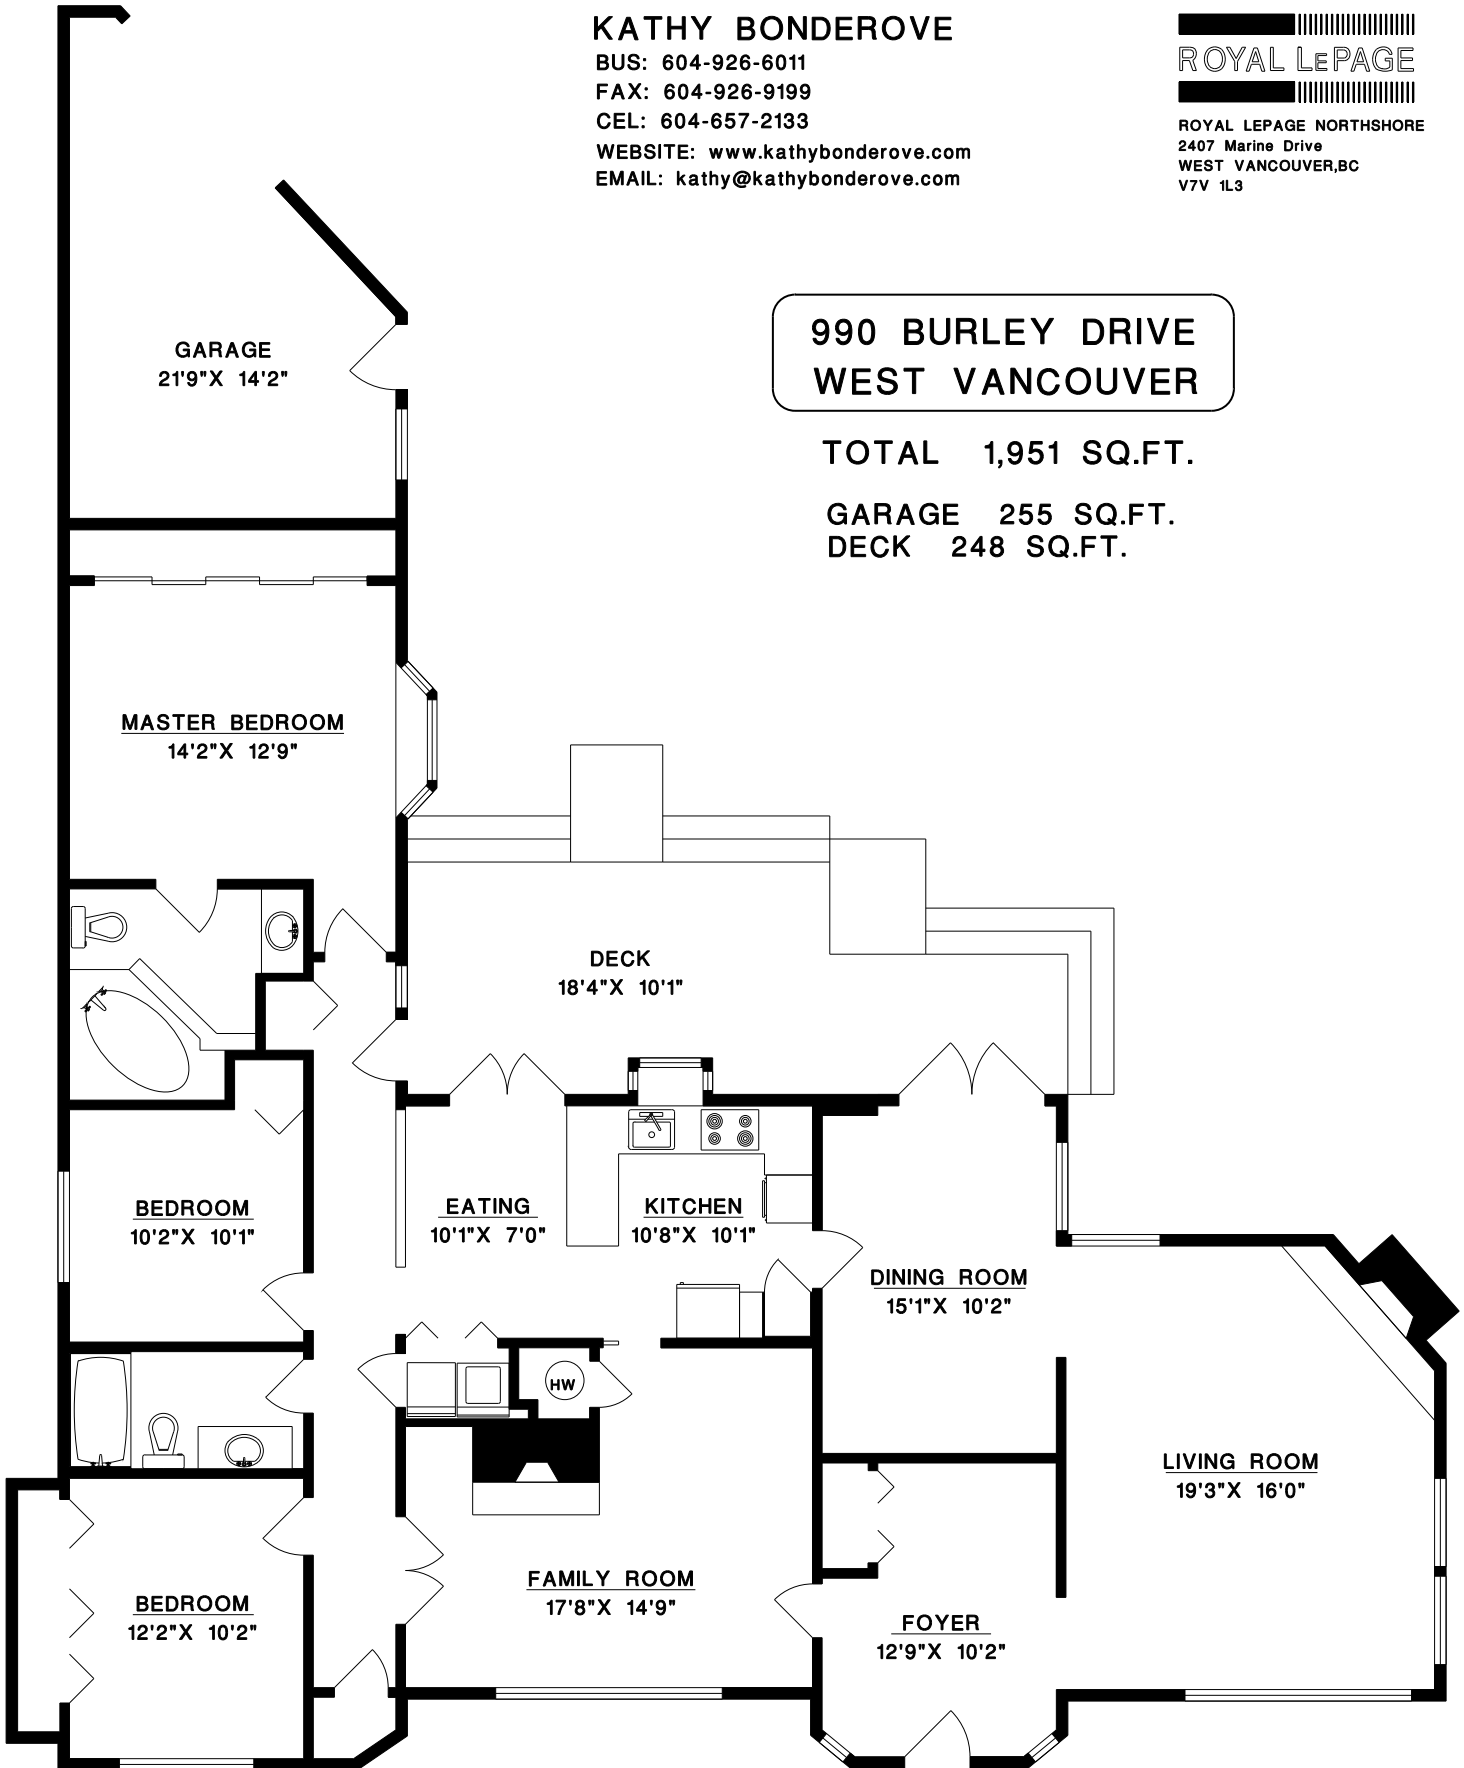 KATHY BONDEROVE
BUS: 604-926-6011
FAX: 604-926-9199
CEL: 604-657-2133
WEBSITE: www.kathybonderove.com
EMAIL: kathy@kathybonderove.com
ROYAL LEPAGE
ROYAL LEPAGE NORTHSHORE
2407 Marine Drive
WEST VANCOUVER,BC
V7V 1L3
990 BURLEY DRIVE
WEST VANCOUVER
TOTAL 1,951 SQ.FT.
GARAGE 255 SQ.FT.
DECK 248 SQ.FT.
GARAGE
21'9"X 14'2"
MASTER BEDROOM
14'2"X 12'9"
DECK
18'4"X 10'1"
BEDROOM
10'2"X 10'1"
EATING
10'1"X 7'0"
KITCHEN
10'8"X 10'1"
DINING ROOM
15'1"X 10'2"
HW
LIVING ROOM
19'3"X 16'0"
FAMILY ROOM
17'8"X 14'9"
BEDROOM
12'2"X 10'2"
FOYER
12'9"X 10'2"